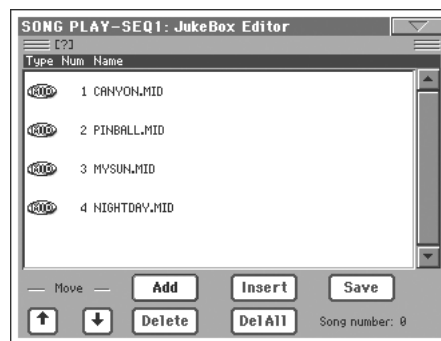 SONG PLAY-SEQ1: JukeBox Editor
[?]
Type Num Name
1 CANYON.MID
2 PINBALL.MID
3 MYSUN.MID
4 NIGHTDAY.MID
Move Add Insert Save
Delete DelAll Song number: 0